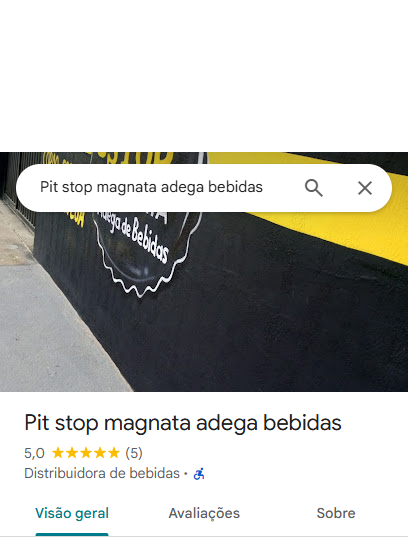 Pit stop magnata adega bebidas
de Bebidas
Pit stop magnata adega bebidas
5,0 ★★★★★ (5)
Distribuidora de bebidas ·
Visão geral Avaliações Sobre